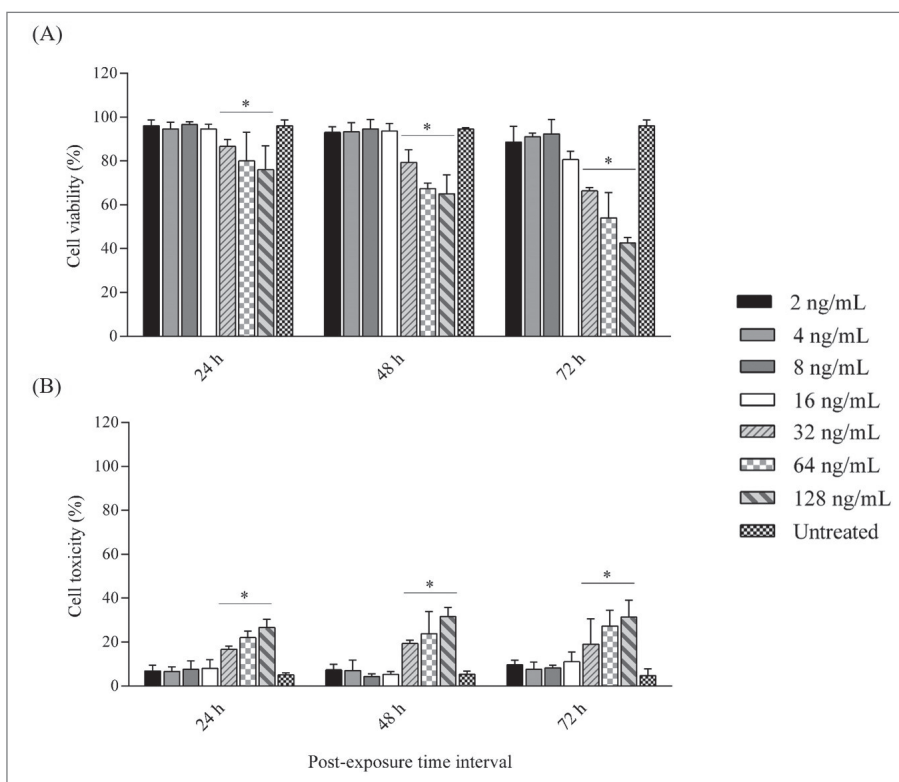 (A)
120
100
80
60
40
20
0
Cell viability (%)
*
*
*
24 h
48 h
72 h
(B)
120
100
80
60
40
20
0
Cell toxicity (%)
*
*
*
24 h
48 h
72 h
Post-exposure time interval
2 ng/mL
4 ng/mL
8 ng/mL
16 ng/mL
32 ng/mL
64 ng/mL
128 ng/mL
Untreated